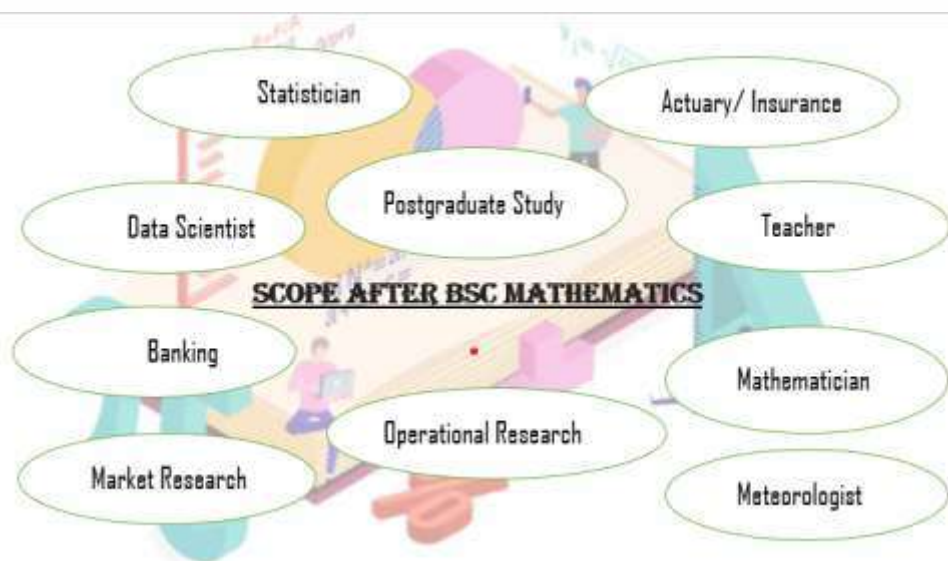 Statistician
Actuary/ Insurance
Postgraduate Study
Data Scientist
Teacher
SCOPE AFTER BSC MATHEMATICS
Banking
Mathematician
Operational Research
Market Research
Meteorologist